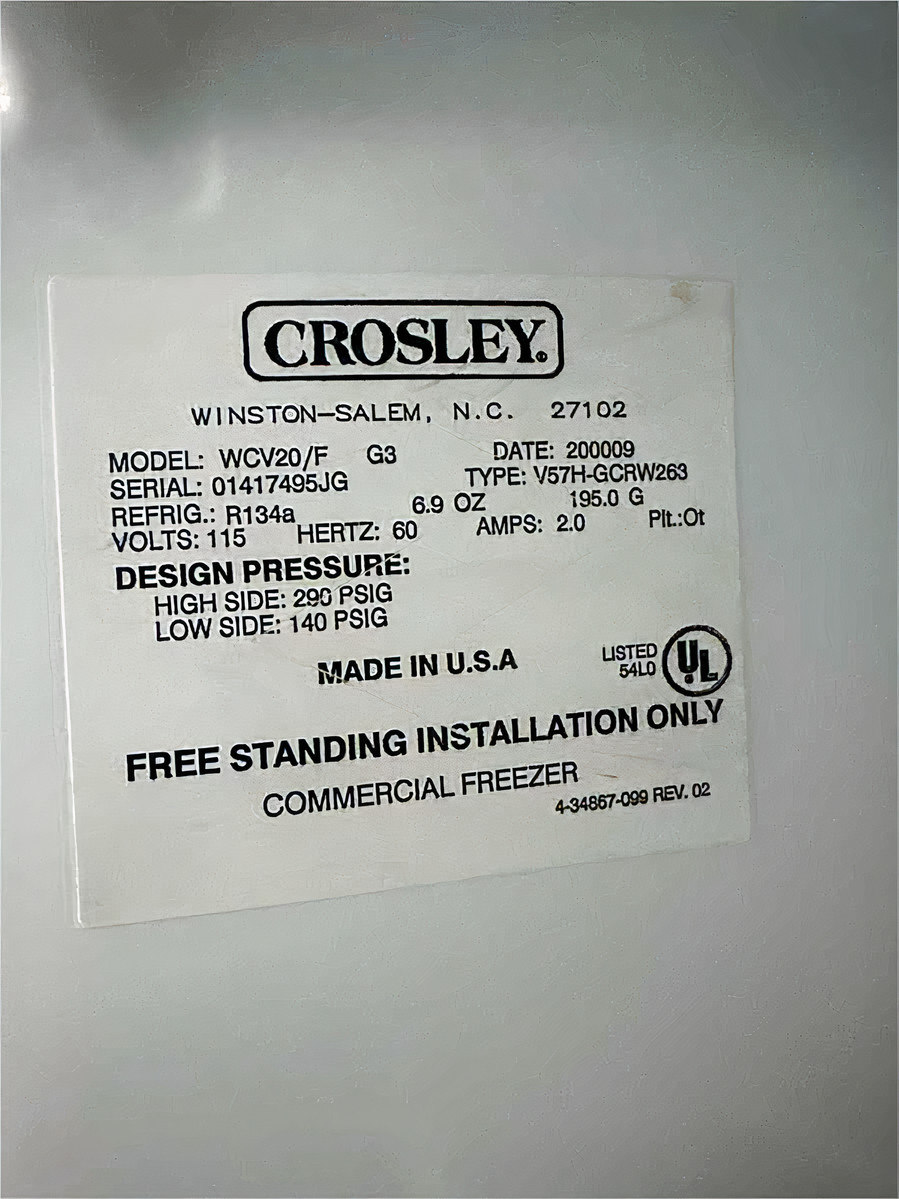 CROSLEY®
WINSTON-SALEM, N.C. 27102
MODEL: WCV20/F G3 DATE: 200009
SERIAL: 01417495JG TYPE: V57H-GCRW263
REFRIG.: R134a 6.9 OZ 195.0 G
VOLTS: 115 HERTZ: 60 AMPS: 2.0 Plt.:Ot
DESIGN PRESSURE:
HIGH SIDE: 290 PSIG
LOW SIDE: 140 PSIG
MADE IN U.S.A
LISTED
54L0
UL
FREE STANDING INSTALLATION ONLY
COMMERCIAL FREEZER
4-34867-099 REV. 02